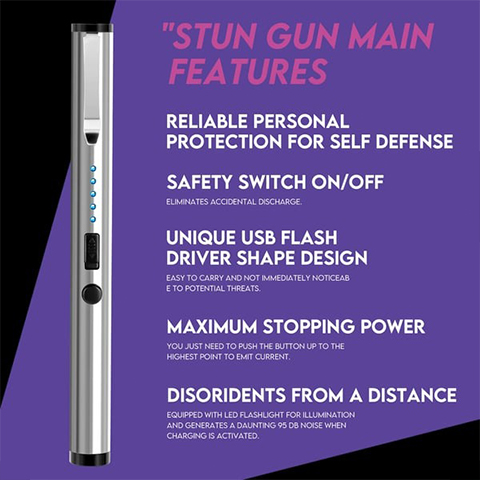 "STUN GUN MAIN
FEATURES
RELIABLE PERSONAL
PROTECTION FOR SELF DEFENSE
SAFETY SWITCH ON/OFF
ELIMINATES ACCIDENTAL DISCHARGE.
UNIQUE USB FLASH
DRIVER SHAPE DESIGN
EASY TO CARRY AND NOT IMMEDIATELY NOTICEAB
E TO POTENTIAL THREATS.
MAXIMUM STOPPING POWER
YOU JUST NEED TO PUSH THE BUTTON UP TO THE
HIGHEST POINT TO EMIT CURRENT.
DISORIDENTS FROM A DISTANCE
EQUIPPED WITH LED FLASHLIGHT FOR ILLUMINATION
AND GENERATES A DAUNTING 95 DB NOISE WHEN
CHARGING IS ACTIVATED.